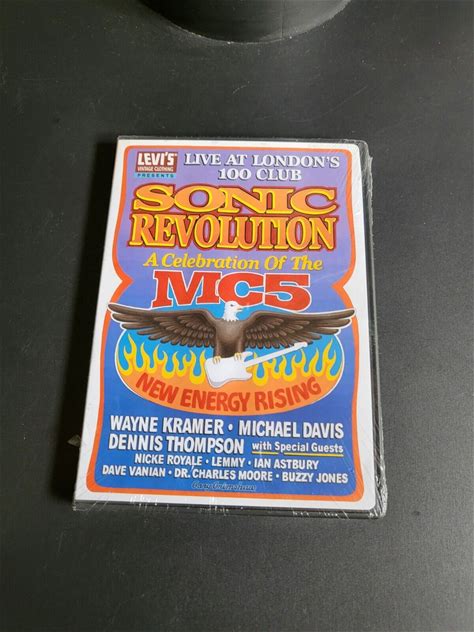 LEVI'S
VINTAGE CLOTHING
PRESENTS
LIVE AT LONDON'S
100 CLUB
SONIC
REVOLUTION
A Celebration Of The
MC5
NEW ENERGY RISING
WAYNE KRAMER • MICHAEL DAVIS
DENNIS THOMPSON with Special Guests
NICKE ROYALE • LEMMY • IAN ASTBURY
DAVE VANIAN • DR. CHARLES MOORE • BUZZY JONES